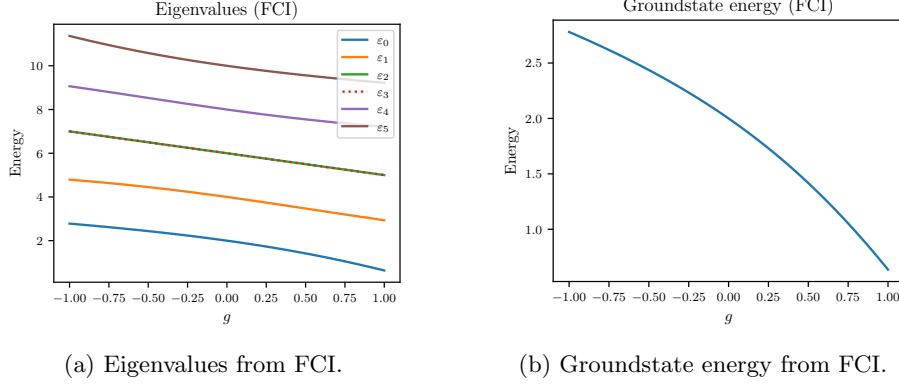 Eigenvalues (FCI)
10
8
6
4
2
Energy
−1.00 −0.75 −0.50 −0.25 0.00 0.25 0.50 0.75 1.00
g
ε0
ε1
ε2
ε3
ε4
ε5
(a) Eigenvalues from FCI.
Groundstate energy (FCI)
2.5
2.0
1.5
1.0
Energy
−1.00 −0.75 −0.50 −0.25 0.00 0.25 0.50 0.75 1.00
g
(b) Groundstate energy from FCI.